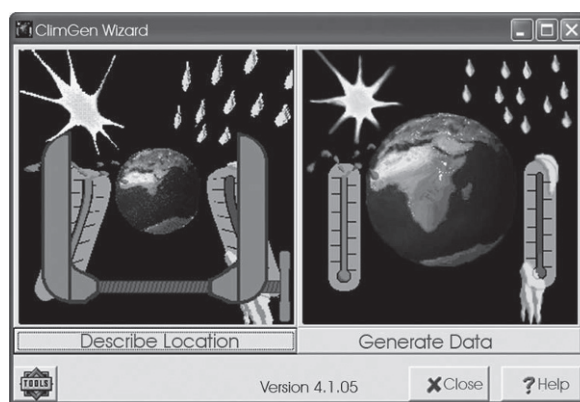 ClimGen Wizard
Describe Location
Generate Data
TOOLS
Version 4.1.05
Close
? Help